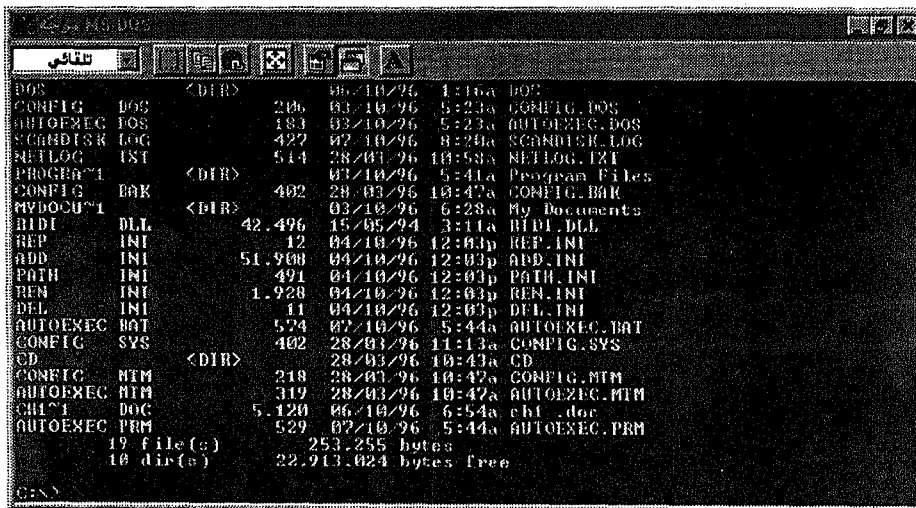 موجه MS-DOS
تلقائي
A
DOS <DIR> 06/10/96 1:16a DOS
CONFIG DOS 206 03/10/96 5:23a CONFIG.DOS
AUTOEXEC DOS 183 03/10/96 5:23a AUTOEXEC.DOS
SCANDISK LOG 427 07/10/96 8:20a SCANDISK.LOG
NETLOG TXT 514 28/03/96 10:58a NETLOG.TXT
PROGRA~1 <DIR> 03/10/96 5:41a Program Files
CONFIG BAK 402 28/03/96 10:47a CONFIG.BAK
MYDOCU~1 <DIR> 03/10/96 6:28a My Documents
BIDI DLL 42.496 15/05/94 3:11a BIDI.DLL
REP INI 12 04/10/96 12:03p REP.INI
ADD INI 51.908 04/10/96 12:03p ADD.INI
PATH INI 491 04/10/96 12:03p PATH.INI
REN INI 1.928 04/10/96 12:03p REN.INI
DEL INI 11 04/10/96 12:03p DEL.INI
AUTOEXEC BAT 574 07/10/96 5:44a AUTOEXEC.BAT
CONFIG SYS 402 28/03/96 11:13a CONFIG.SYS
CD <DIR> 28/03/96 10:43a CD
CONFIG MTM 218 28/03/96 10:47a CONFIG.MTM
AUTOEXEC MTM 319 28/03/96 10:47a AUTOEXEC.MTM
CH1~1 DOC 5.120 06/10/96 6:54a ch1 .doc
AUTOEXEC PRM 529 07/10/96 5:44a AUTOEXEC.PRM
19 file(s) 253.255 bytes
10 dir(s) 22.913.024 bytes free
C:\>